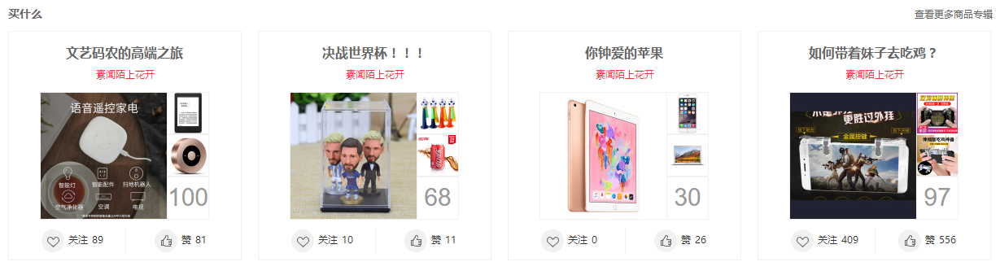 买什么
查看更多商品专辑
文艺码农的高端之旅
素闻陌上花开
语音遥控家电
智能灯
智能配件
扫地机器人
空气净化器
空调
电视
100
关注 89
赞 81
决战世界杯！！！
素闻陌上花开
68
关注 10
赞 11
你钟爱的苹果
素闻陌上花开
30
关注 0
赞 26
如何带着妹子去吃鸡？
素闻陌上花开
更胜过外挂
金属按键
97
关注 409
赞 556